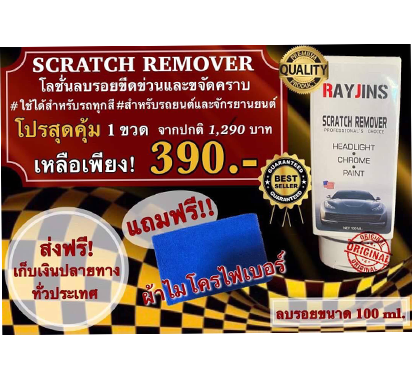 SCRATCH REMOVER
โลชั่นลบรอยขีดข่วนและขจัดคราบ
#ใช้ได้สำหรับรถทุกสี #สำหรับรถยนต์และจักรยานยนต์
โปรสุดคุ้ม 1 ขวด จากปกติ 1,290 บาท
เหลือเพียง! 390.-
PREMIUM
QUALITY
PRODUCT
RAYJINS
SCRATCH REMOVER
PROFESSIONAL'S CHOICE
HEADLIGHT
• CHROME
• PAINT
GUARANTEED
BEST
SELLER
GUARANTEED
แถมฟรี!!
ผ้าไมโครไฟเบอร์
ส่งฟรี!
เก็บเงินปลายทาง
ทั่วประเทศ
ORIGINAL
ORIGINAL
ORIGINAL
ลบรอยขนาด 100 ml.